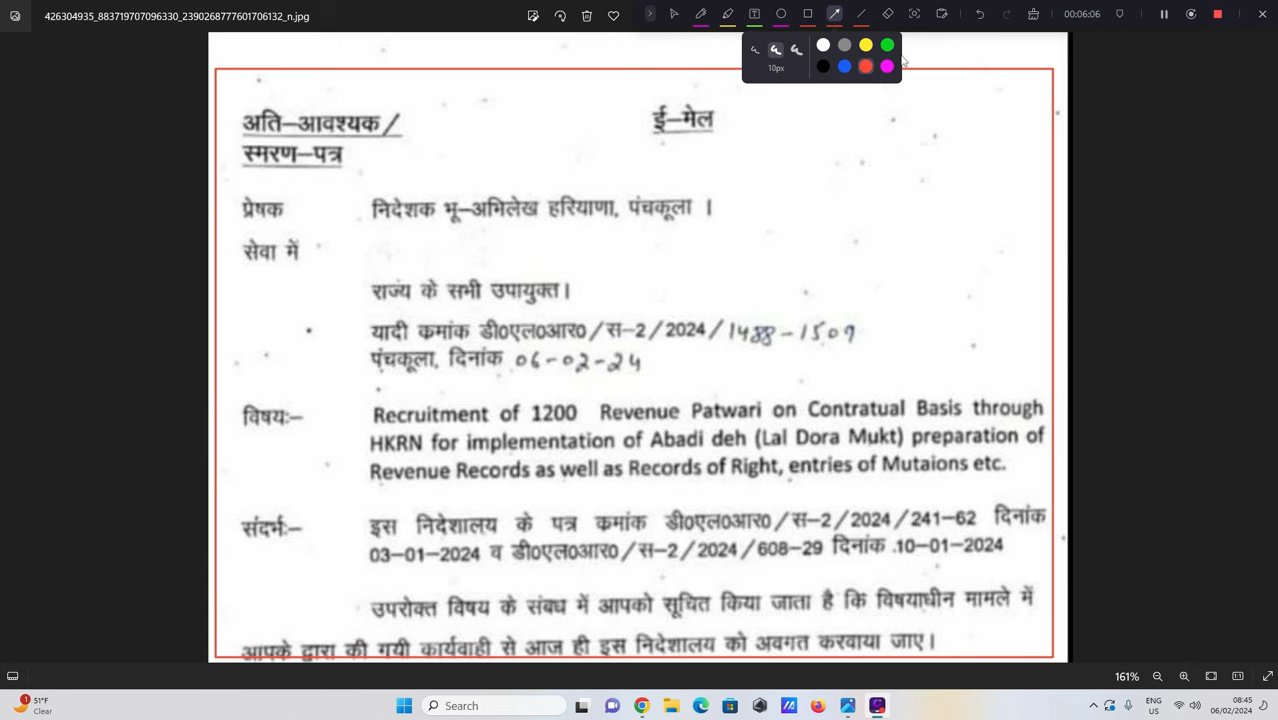 423104935_1371970709630_2390268777601706132_n.jpg
00:06:06
10px
अति–आवश्यक/
ई–मेल
स्मरण–पत्र
प्रेषक निदेशक भू–अभिलेख हरियाणा, पंचकूला ।
सेवा में
राज्य के सभी उपायुक्त।
यादी कमांक डी0एल0आर0/स–2/2024/1488-1509
पंचकूला, दिनांक 06-02-24
विषयः– Recruitment of 1200 Revenue Patwari on Contratual Basis through
HKRN for implementation of Abadi deh (Lal Dora Mukt) preparation of
Revenue Records as well as Records of Right, entries of Mutaions etc.
संदर्भः– इस निदेशालय के पत्र कमांक डी0एल0आर0/स–2/2024/241–62 दिनांक
03–01–2024 व डी0एल0आर0/स–2/2024/608–29 दिनांक .10–01–2024
उपरोक्त विषय के संबध में आपको सूचित किया जाता है कि विषयाधीन मामले में
आपके द्वारा की गयी कार्यवाही से आज ही इस निदेशालय को अवगत करवाया जाए।
161%
1
51°F
Clear
Search
ENG
IN
08:45
06/02/2024